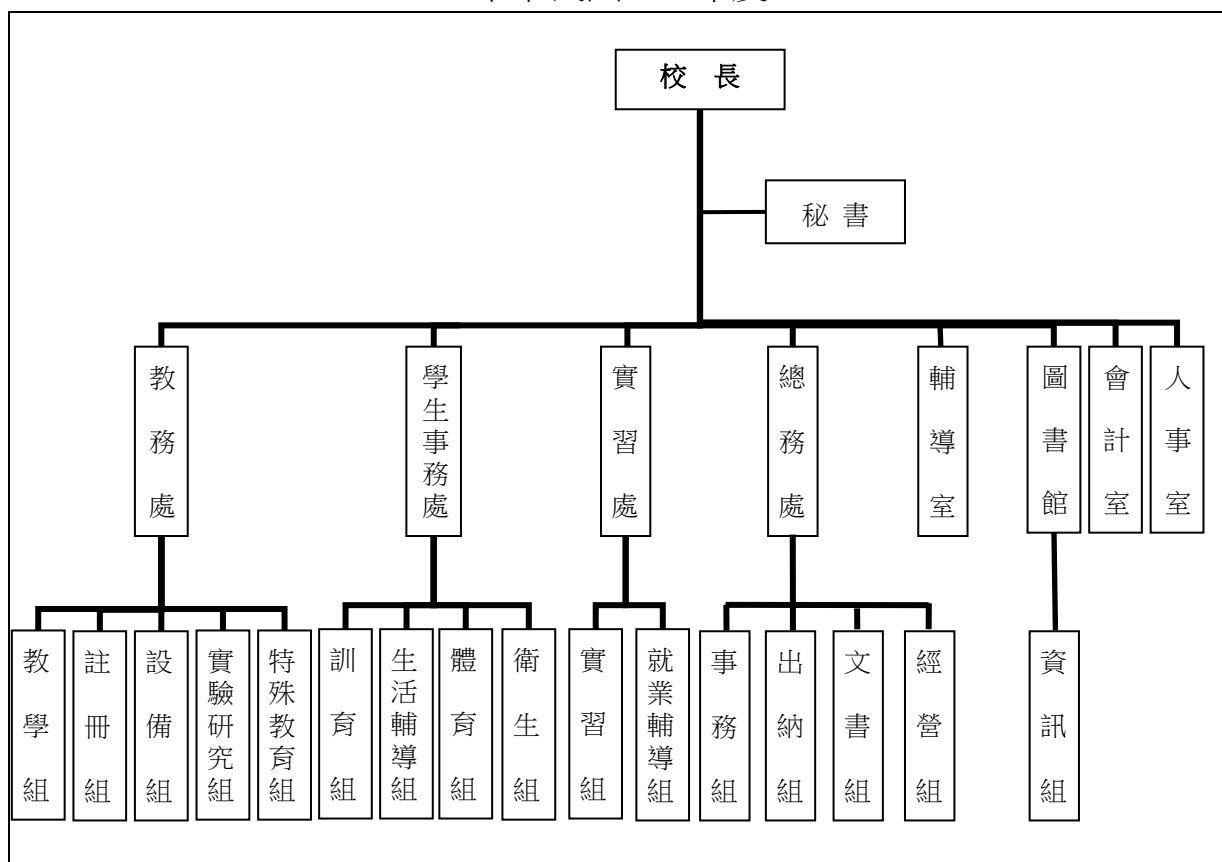 校 長
秘 書
教務處
學生事務處
實習處
總務處
輔導室
圖書館
會計室
人事室
教學組
註冊組
設備組
實驗研究組
特殊教育組
訓育組
生活輔導組
體育組
衛生組
實習組
就業輔導組
事務組
出納組
文書組
經營組
資訊組